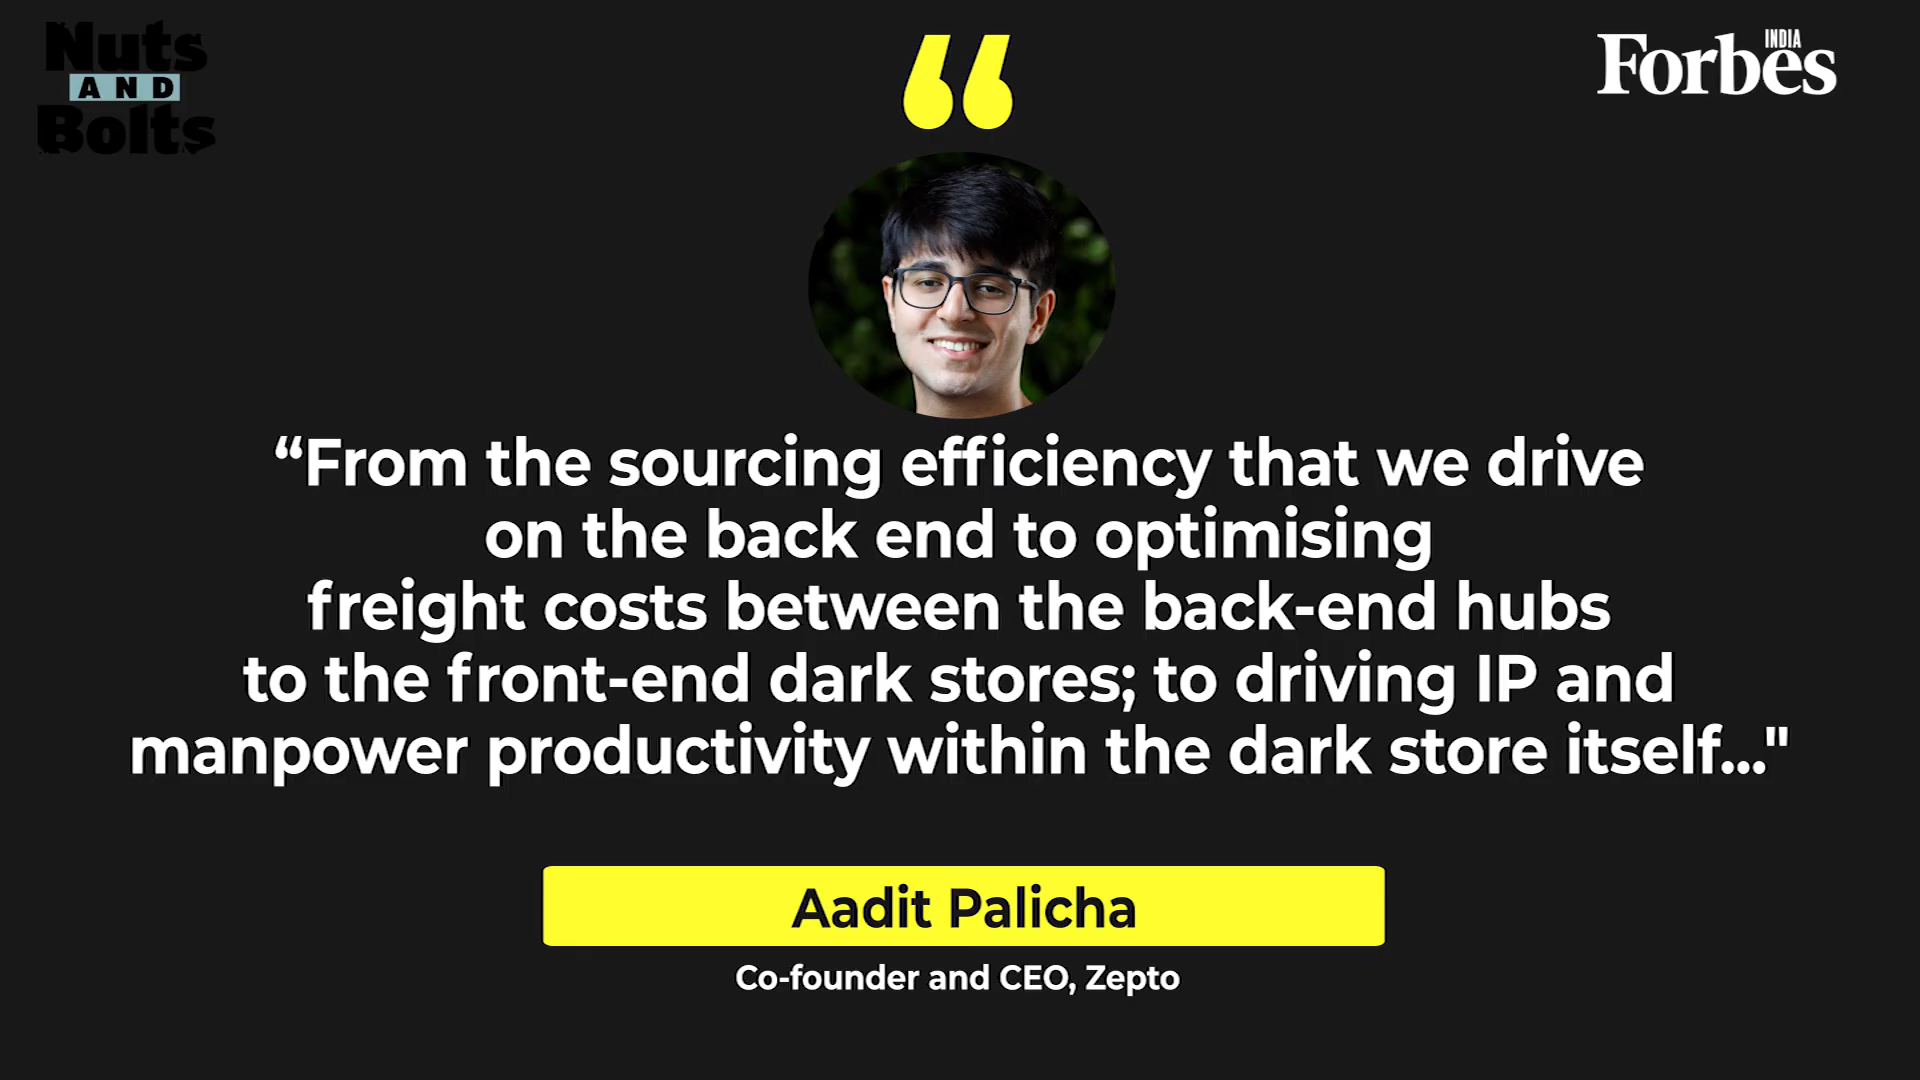 Nuts
AND
Bolts
Forbes
INDIA
“From the sourcing efficiency that we drive
on the back end to optimising
freight costs between the back-end hubs
to the front-end dark stores; to driving IP and
manpower productivity within the dark store itself..."
Aadit Palicha
Co-founder and CEO, Zepto